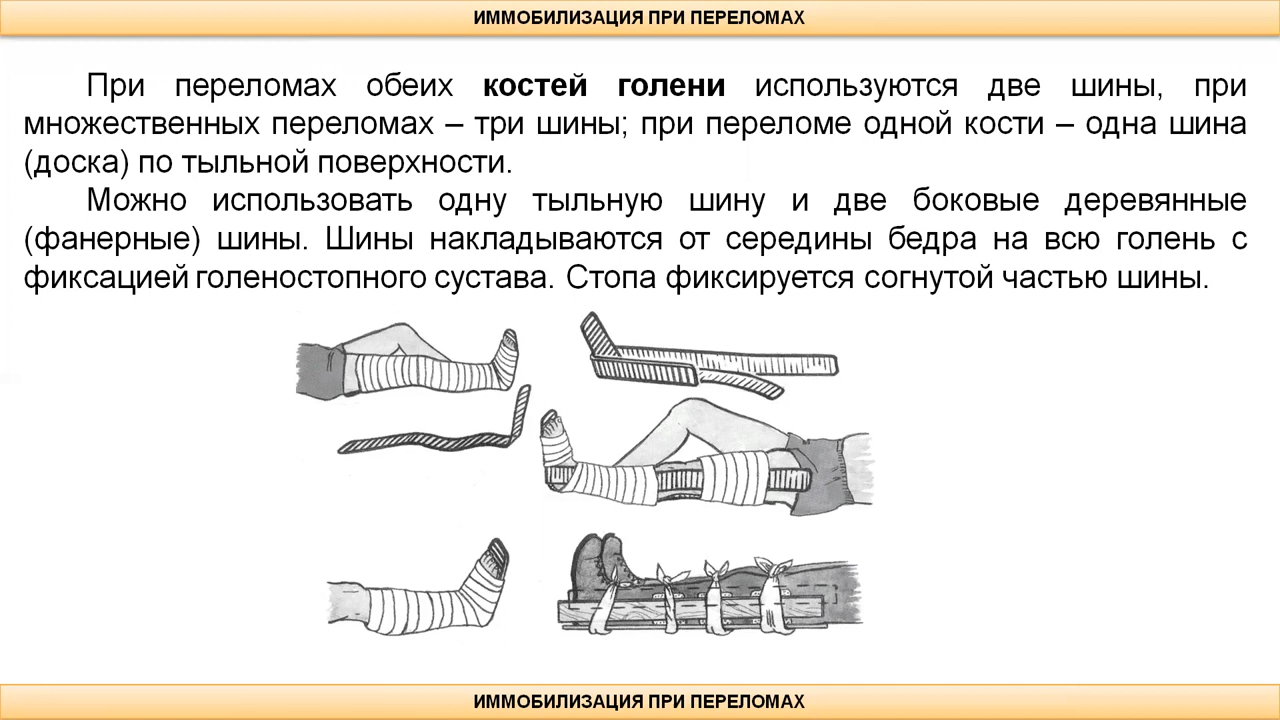 ИММОБИЛИЗАЦИЯ ПРИ ПЕРЕЛОМАХ
При переломах обеих костей голени используются две шины, при
множественных переломах – три шины; при переломе одной кости – одна шина
(доска) по тыльной поверхности.
Можно использовать одну тыльную шину и две боковые деревянные
(фанерные) шины. Шины накладываются от середины бедра на всю голень с
фиксацией голеностопного сустава. Стопа фиксируется согнутой частью шины.
ИММОБИЛИЗАЦИЯ ПРИ ПЕРЕЛОМАХ